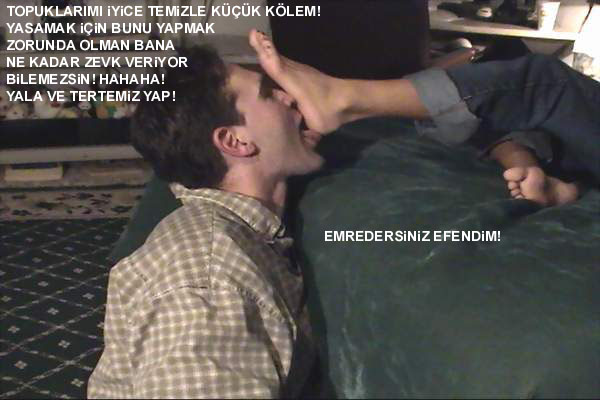 TOPUKLARIMI iYiCE TEMiZLE KÜÇÜK KÖLEM!
YASAMAK iÇiN BUNU YAPMAK
ZORUNDA OLMAN BANA
NE KADAR ZEVK VERiYOR
BiLEMEZSiN! HAHAHA!
YALA VE TERTEMiZ YAP!
EMREDERSiNiZ EFENDiM!